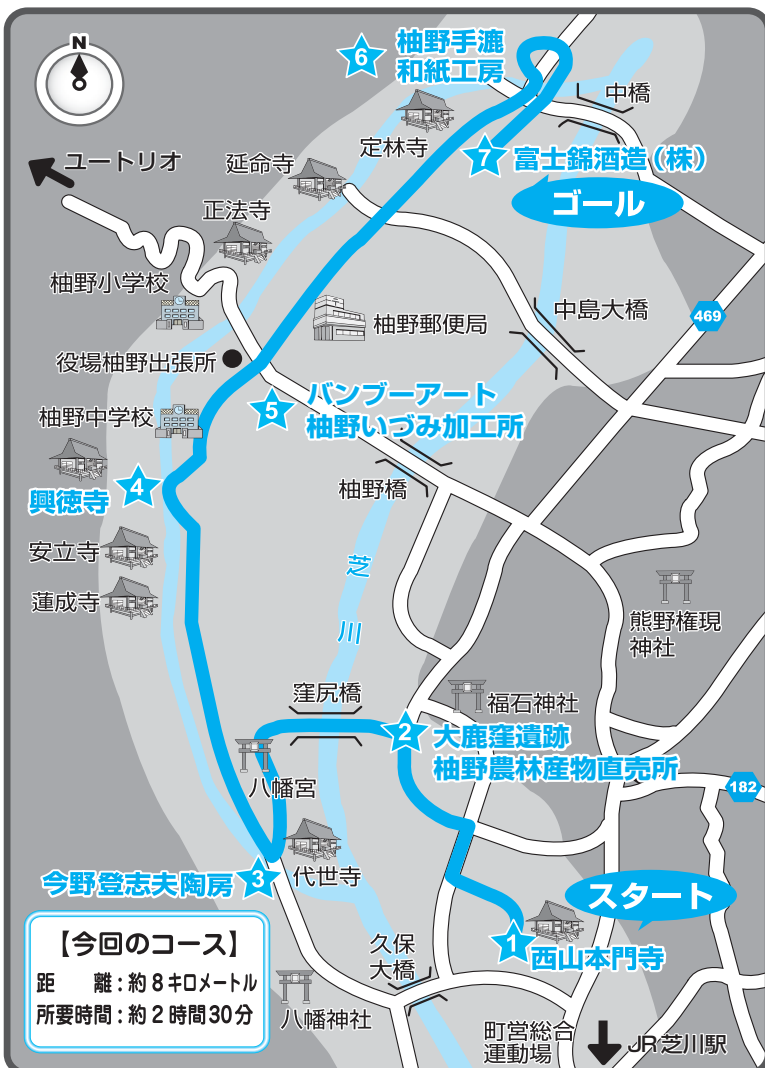 N
6
柚野手漉
和紙工房
中橋
定林寺
7
富士錦酒造(株)
ゴール
ユートリオ
延命寺
正法寺
柚野小学校
中島大橋
469
柚野郵便局
役場柚野出張所
5
バンブーアート
柚野いづみ加工所
柚野中学校
柚野橋
4
興徳寺
安立寺
蓮成寺
芝川
熊野権現
神社
窪尻橋
福石神社
2
大鹿窪遺跡
柚野農林産物直売所
八幡宮
182
代世寺
3
今野登志夫陶房
スタート
1
西山本門寺
久保
大橋
八幡神社
町営総合
運動場
JR芝川駅
【今回のコース】
距 離:約8キロメートル
所要時間:約2時間30分